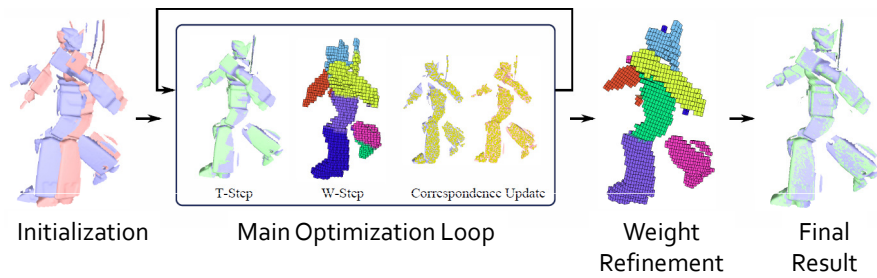 T-Step
W-Step
Correspondence Update
Initialization
Main Optimization Loop
Weight
Refinement
Final
Result